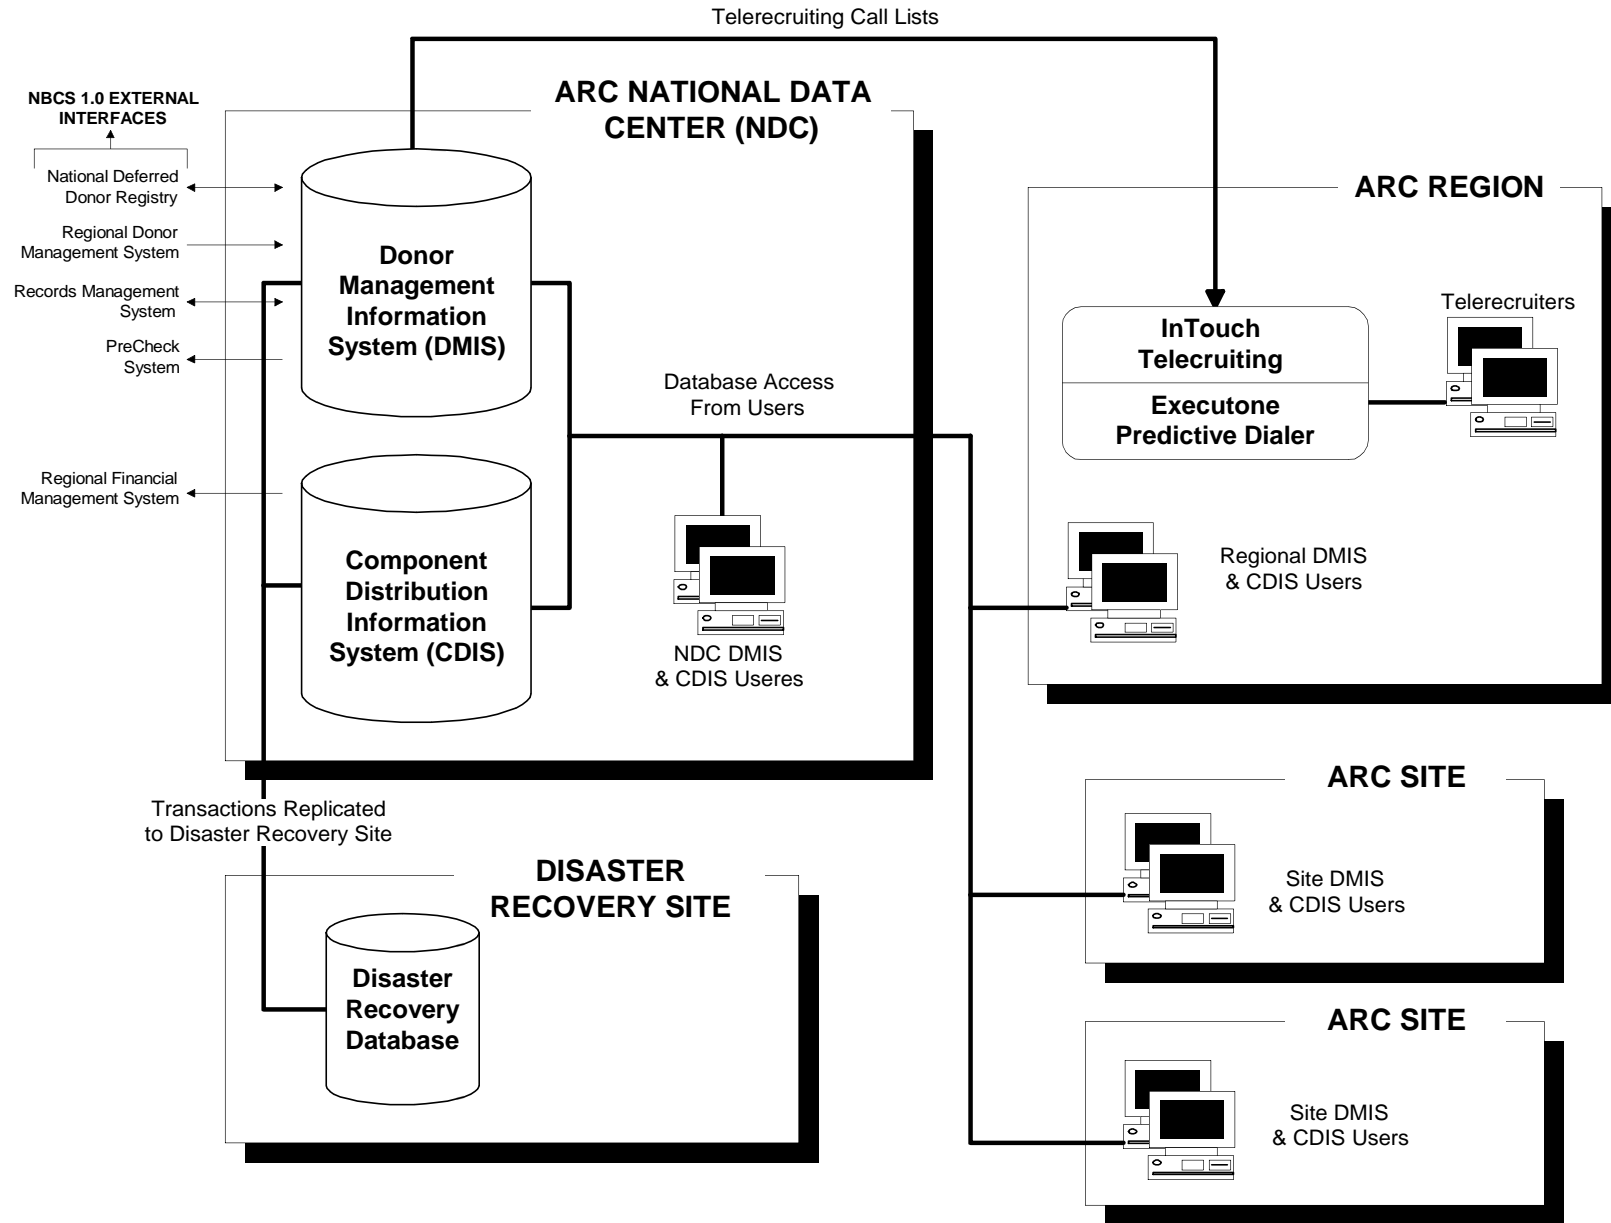 Telerecruiting Call Lists
NBCS 1.0 EXTERNAL
INTERFACES
ARC NATIONAL DATA
CENTER (NDC)
National Deferred
Donor Registry
Regional Donor
Management System
Records Management
System
PreCheck
System
Regional Financial
Management System
Donor
Management
Information
System (DMIS)
Component
Distribution
Information
System (CDIS)
Database Access
From Users
NDC DMIS
& CDIS Useres
ARC REGION
InTouch
Telecruiting
Executone
Predictive Dialer
Telerecruiters
Regional DMIS
& CDIS Users
Transactions Replicated
to Disaster Recovery Site
DISASTER
RECOVERY SITE
Disaster
Recovery
Database
ARC SITE
Site DMIS
& CDIS Users
ARC SITE
Site DMIS
& CDIS Users